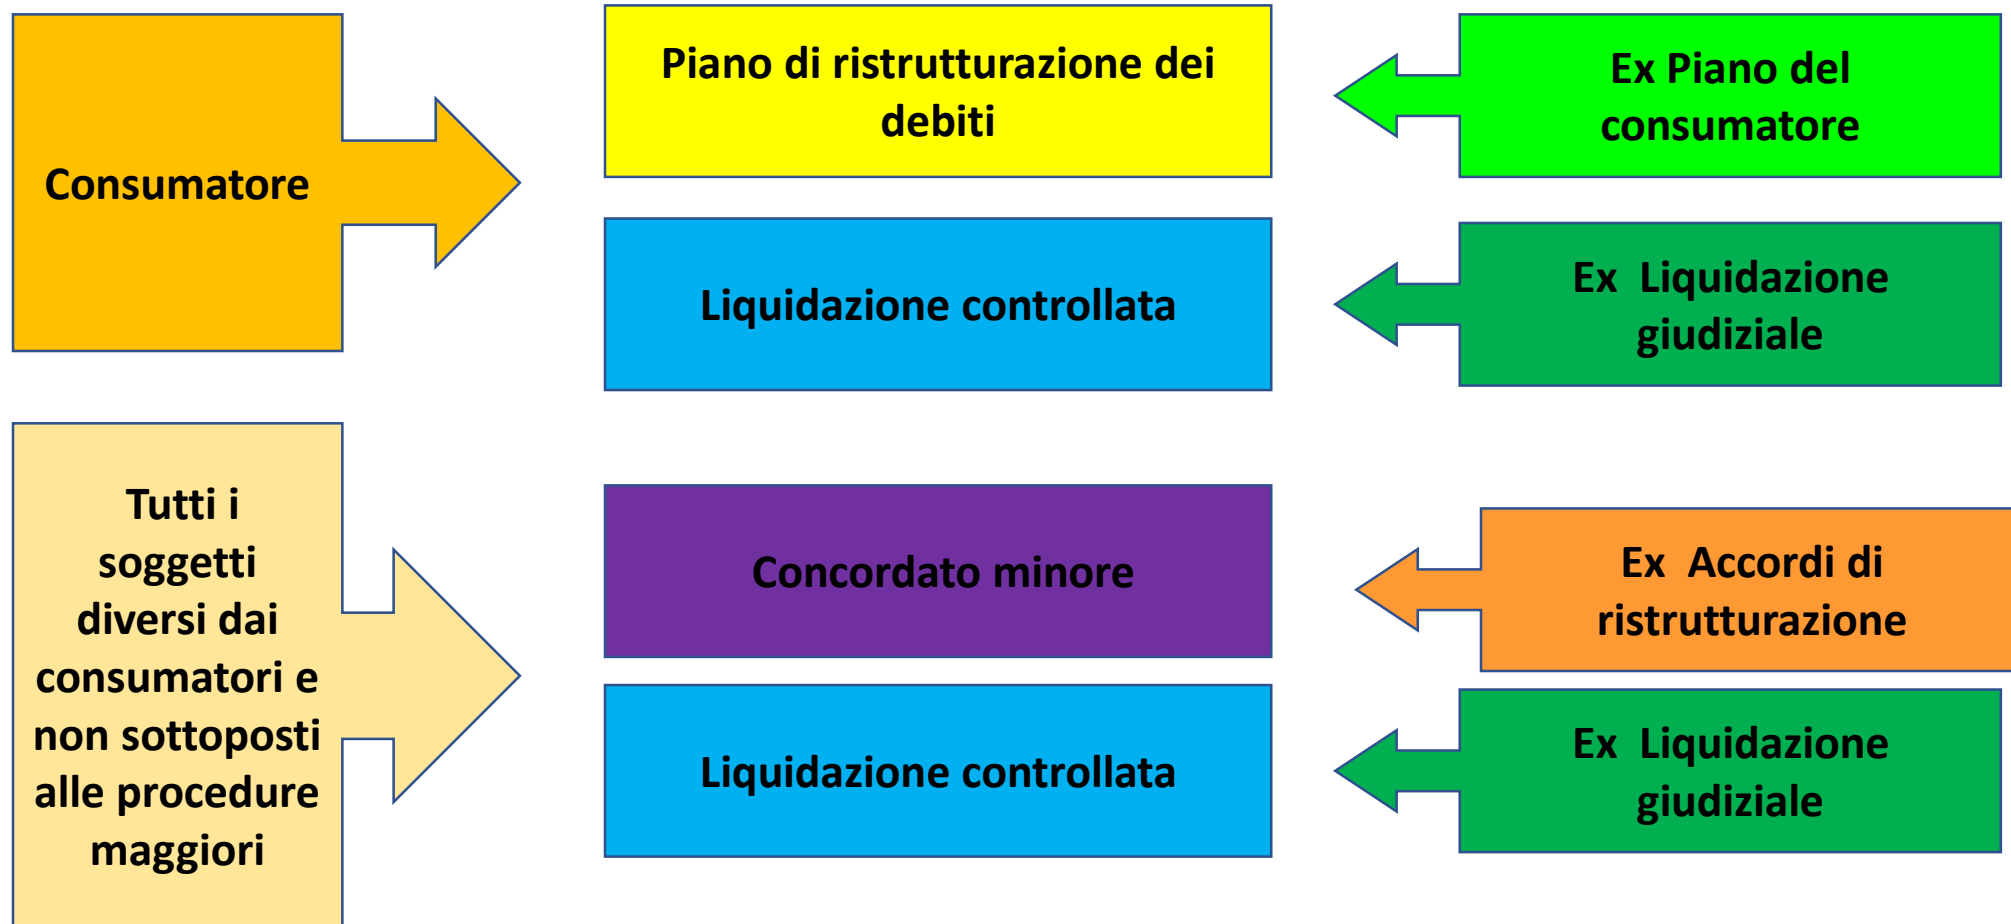 Consumatore
Piano di ristrutturazione dei
debiti
Ex Piano del
consumatore
Liquidazione controllata
Ex  Liquidazione
giudiziale
Tutti i
soggetti
diversi dai
consumatori e
non sottoposti
alle procedure
maggiori
Concordato minore
Ex  Accordi di
ristrutturazione
Liquidazione controllata
Ex  Liquidazione
giudiziale